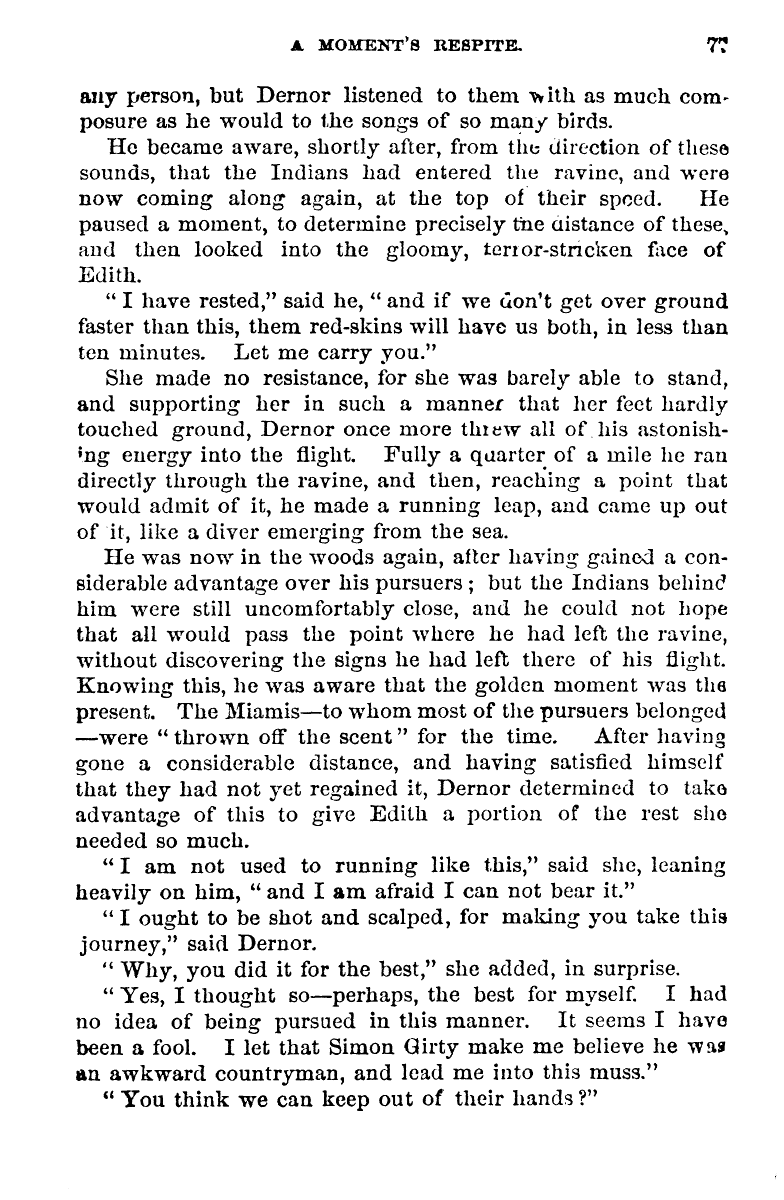 A MOMENT'S RESPITE. 77
any person, but Dernor listened to them with as much com-
posure as he would to the songs of so many birds.
He became aware, shortly after, from the direction of these
sounds, that the Indians had entered the ravine, and were
now coming along again, at the top of their speed. He
paused a moment, to determine precisely the distance of these,
and then looked into the gloomy, terror-stricken face of
Edith.
"I have rested," said he, "and if we don't get over ground
faster than this, them red-skins will have us both, in less than
ten minutes. Let me carry you."
She made no resistance, for she was barely able to stand,
and supporting her in such a manner that her feet hardly
touched ground, Dernor once more threw all of his astonish-
ing energy into the flight. Fully a quarter of a mile he ran
directly through the ravine, and then, reaching a point that
would admit of it, he made a running leap, and came up out
of it, like a diver emerging from the sea.
He was now in the woods again, after having gained a con-
siderable advantage over his pursuers; but the Indians behind
him were still uncomfortably close, and he could not hope
that all would pass the point where he had left the ravine,
without discovering the signs he had left there of his flight.
Knowing this, he was aware that the golden moment was the
present. The Miamis—to whom most of the pursuers belonged
—were "thrown off the scent" for the time. After having
gone a considerable distance, and having satisfied himself
that they had not yet regained it, Dernor determined to take
advantage of this to give Edith a portion of the rest she
needed so much.
"I am not used to running like this," said she, leaning
heavily on him, "and I am afraid I can not bear it."
"I ought to be shot and scalped, for making you take this
journey," said Dernor.
"Why, you did it for the best," she added, in surprise.
"Yes, I thought so—perhaps, the best for myself. I had
no idea of being pursued in this manner. It seems I have
been a fool. I let that Simon Girty make me believe he was
an awkward countryman, and lead me into this muss."
"You think we can keep out of their hands?"